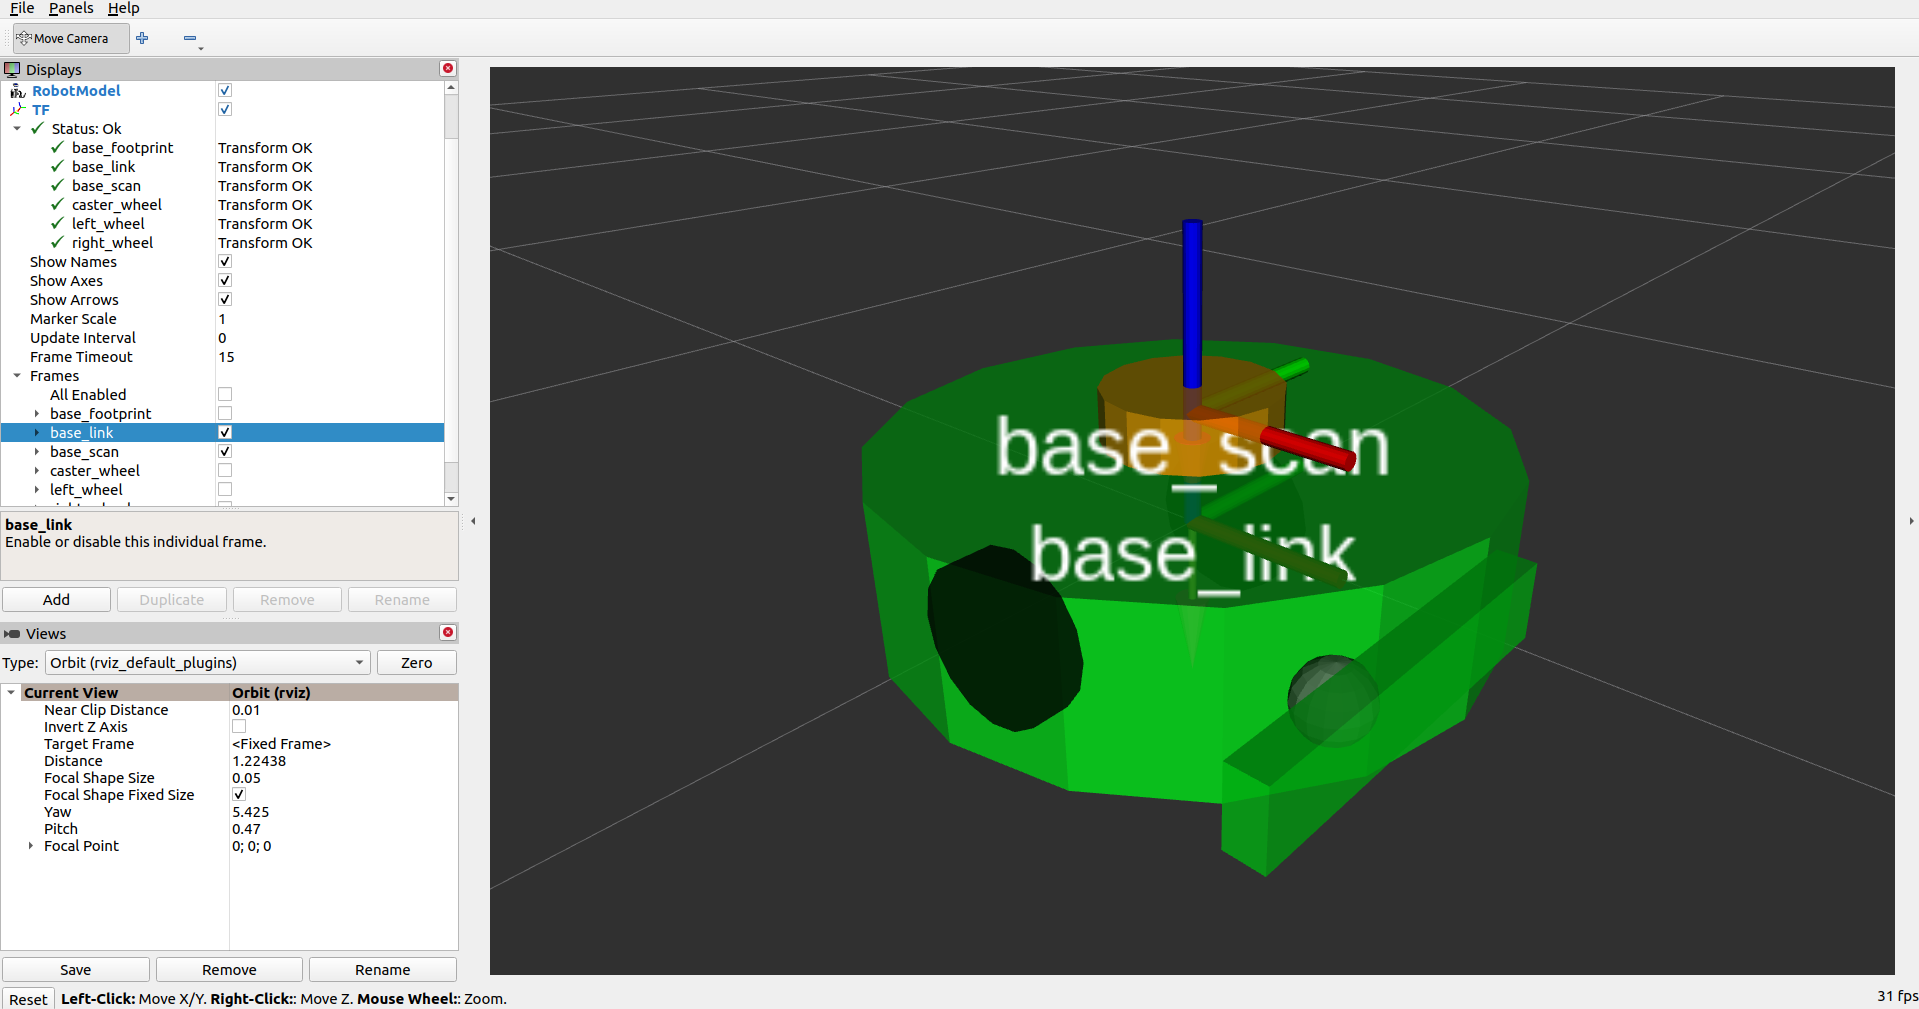 File Panels Help
Move Camera
Displays
RobotModel
TF
Status: Ok
base_footprint Transform OK
base_link Transform OK
base_scan Transform OK
caster_wheel Transform OK
left_wheel Transform OK
right_wheel Transform OK
Show Names
Show Axes
Show Arrows
Marker Scale 1
Update Interval 0
Frame Timeout 15
Frames
All Enabled
base_footprint
base_link
base_scan
caster_wheel
left_wheel
base_link
Enable or disable this individual frame.
Add Duplicate Remove Rename
Views
Type: Orbit (rviz_default_plugins) Zero
Current View Orbit (rviz)
Near Clip Distance 0.01
Invert Z Axis
Target Frame <Fixed Frame>
Distance 1.22438
Focal Shape Size 0.05
Focal Shape Fixed Size
Yaw 5.425
Pitch 0.47
Focal Point 0; 0; 0
Save Remove Rename
Reset Left-Click: Move X/Y. Right-Click:: Move Z. Mouse Wheel:: Zoom.
31 fps
base_scan
base_link